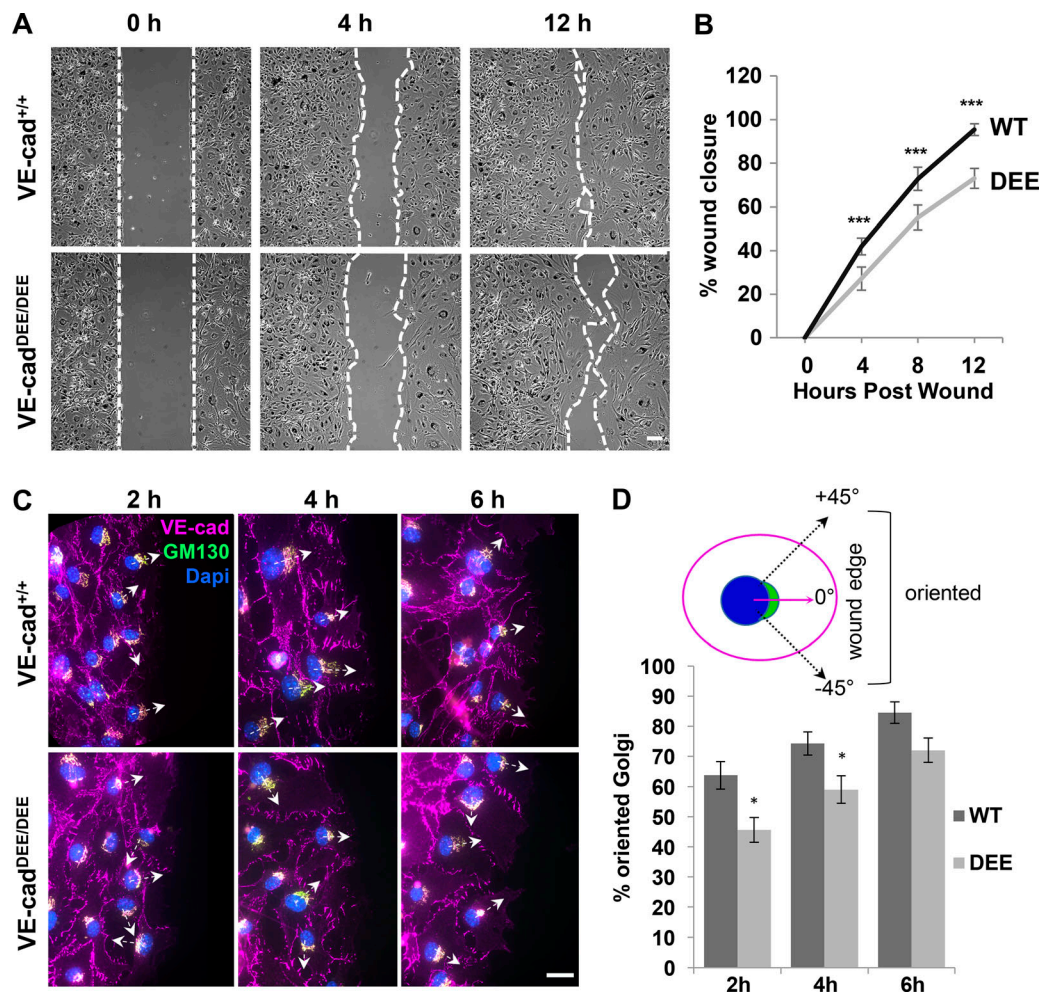 A
0 h
4 h
12 h
VE-cad+/+
VE-cadDEE/DEE
B
120
100
80
60
40
20
0
% wound closure
***
***
***
***
WT
DEE
0
4
8
12
Hours Post Wound
C
2 h
4 h
6 h
VE-cad
GM130
Dapi
VE-cad+/+
VE-cadDEE/DEE
D
+45°
0°
-45°
wound edge
oriented
100
90
80
70
60
50
40
30
20
10
0
% oriented Golgi
*
*
WT
DEE
2h
4h
6h